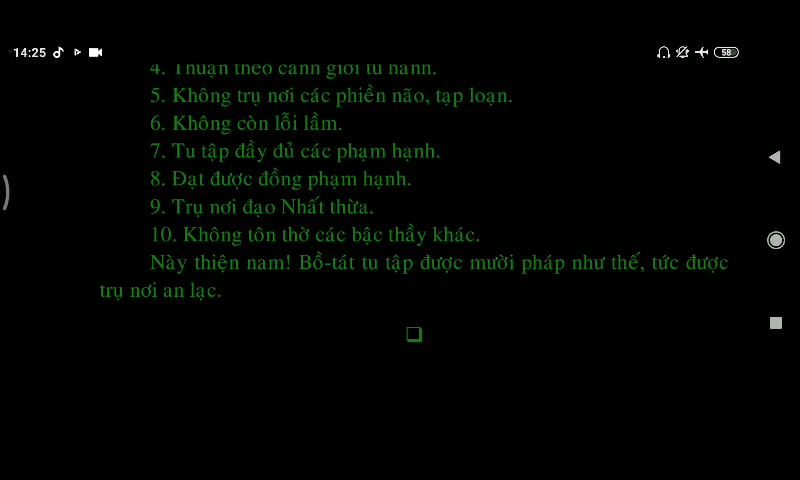 14:25
58
4. Thuận theo cảnh giới tu hành.
5. Không trụ nơi các phiền não, tạp loạn.
6. Không còn lỗi lầm.
7. Tu tập đầy đủ các phạm hạnh.
8. Đạt được đồng phạm hạnh.
9. Trụ nơi đạo Nhất thừa.
10. Không tôn thờ các bậc thầy khác.
Này thiện nam! Bồ-tát tu tập được mười pháp như thế, tức được
trụ nơi an lạc.